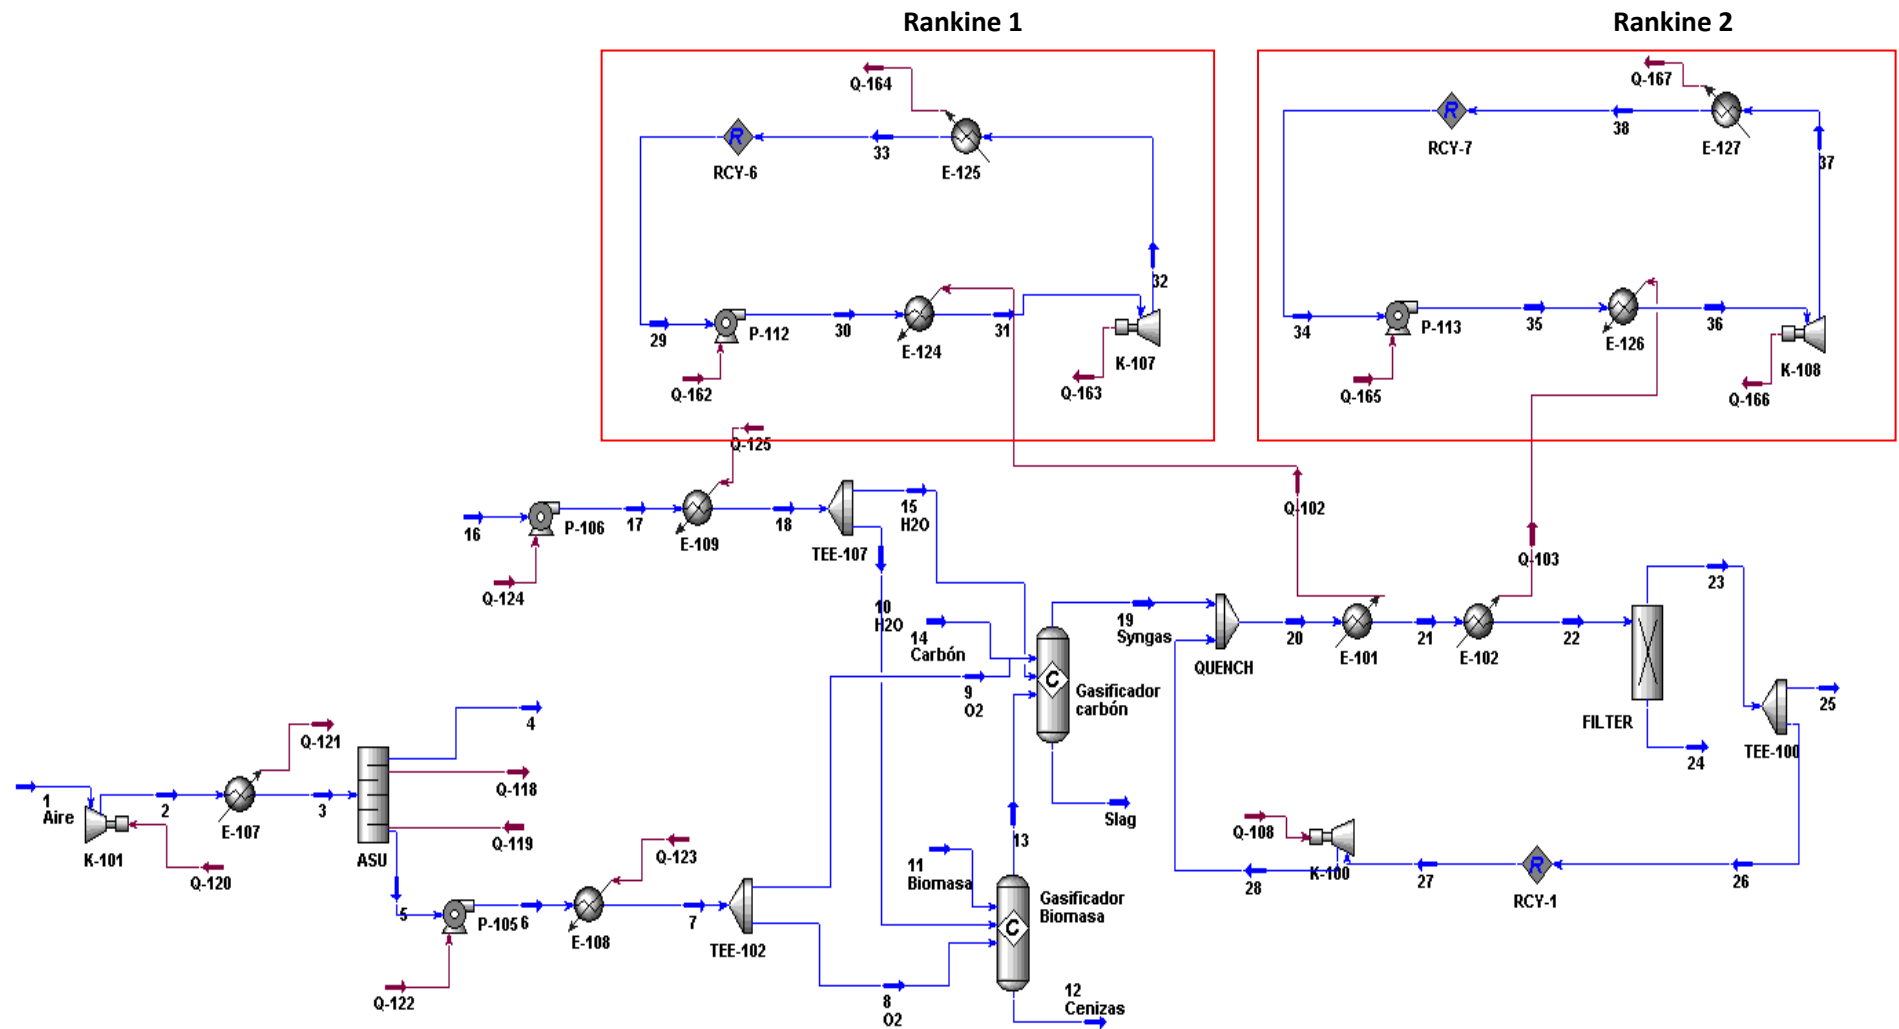 Rankine 1
Rankine 2
Q-164
R
RCY-6
33
E-125
32
29
P-112
30
E-124
31
K-107
Q-162
Q-163
Q-167
R
RCY-7
38
E-127
37
34
P-113
35
E-126
36
K-108
Q-165
Q-166
Q-125
16
P-106
17
E-109
18
TEE-107
15
H2O
Q-124
10
H2O
14
Carbón
9
O2
C
Gasificador
carbón
19
Syngas
QUENCH
20
Q-102
E-101
21
Q-103
E-102
22
FILTER
23
24
TEE-100
25
Slag
1
Aire
K-101
2
Q-120
E-107
Q-121
3
ASU
4
Q-118
Q-119
5
P-105
6
Q-122
E-108
Q-123
7
TEE-102
8
O2
11
Biomasa
13
C
Gasificador
Biomasa
12
Cenizas
Q-108
K-100
28
27
R
RCY-1
26